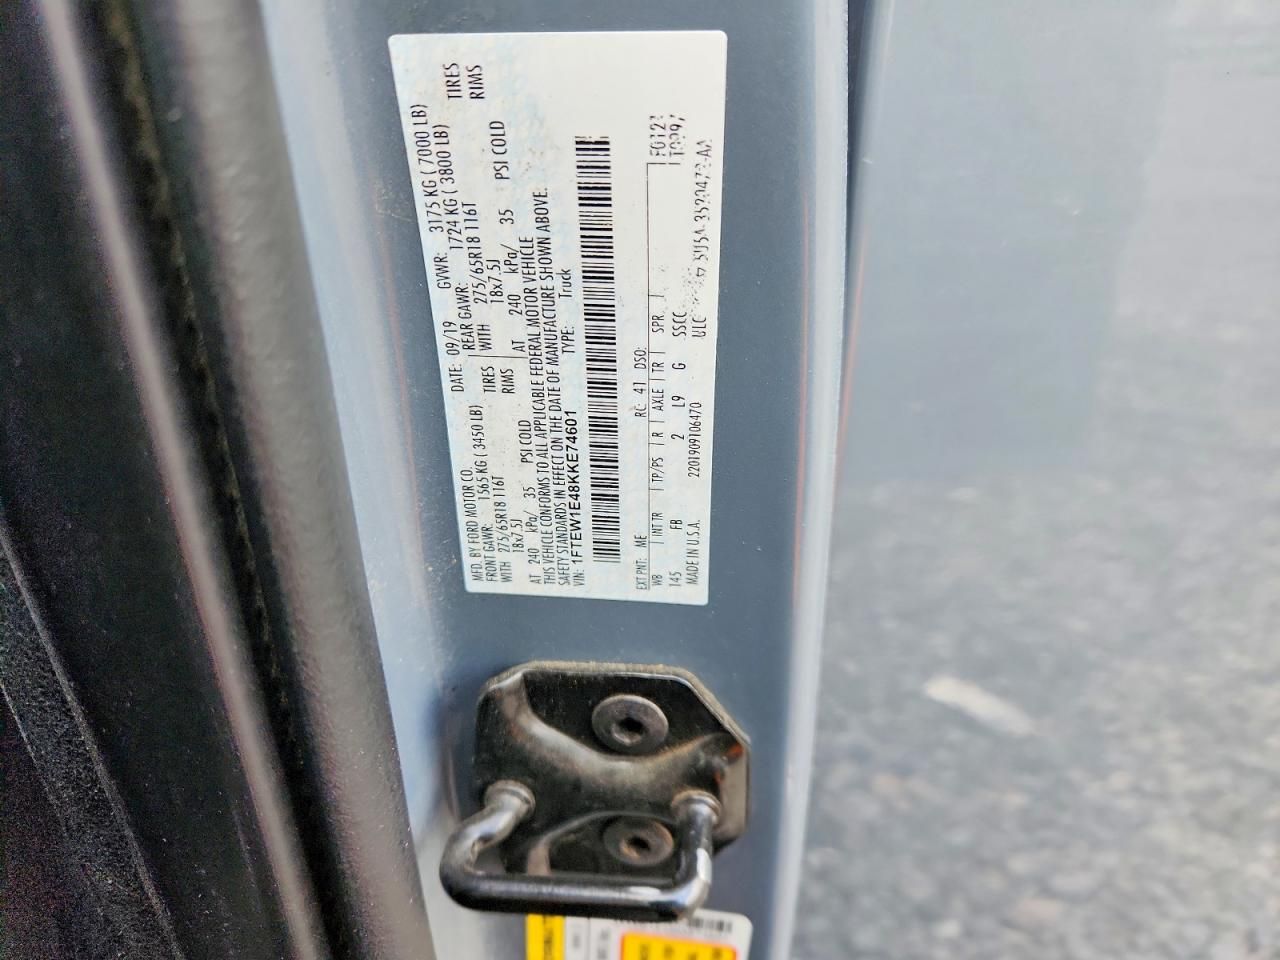 MFD. BY FORD MOTOR CO.
DATE: 09/19
GVWR: 3175 KG ( 7000 LB)
FRONT GAWR: 1565 KG ( 3450 LB)
REAR GAWR: 1724 KG ( 3800 LB)
WITH 275/65R18 116T TIRES
WITH 275/65R18 116T TIRES
18x7.5J RIMS
18x7.5J RIMS
AT 240 kPa/ 35 PSI COLD
AT 240 kPa/ 35 PSI COLD
THIS VEHICLE CONFORMS TO ALL APPLICABLE FEDERAL MOTOR VEHICLE
SAFETY STANDARDS IN EFFECT ON THE DATE OF MANUFACTURE SHOWN ABOVE.
VIN: 1FTEW1E48KKE74601
TYPE: Truck
EXT PNT: ME RC: 41 DSO:
WB INT TR TP/PS R AXLE TR SPR
145 FB 2 L9 G SSCC
MADE IN U.S.A. 2201909106470 ULC